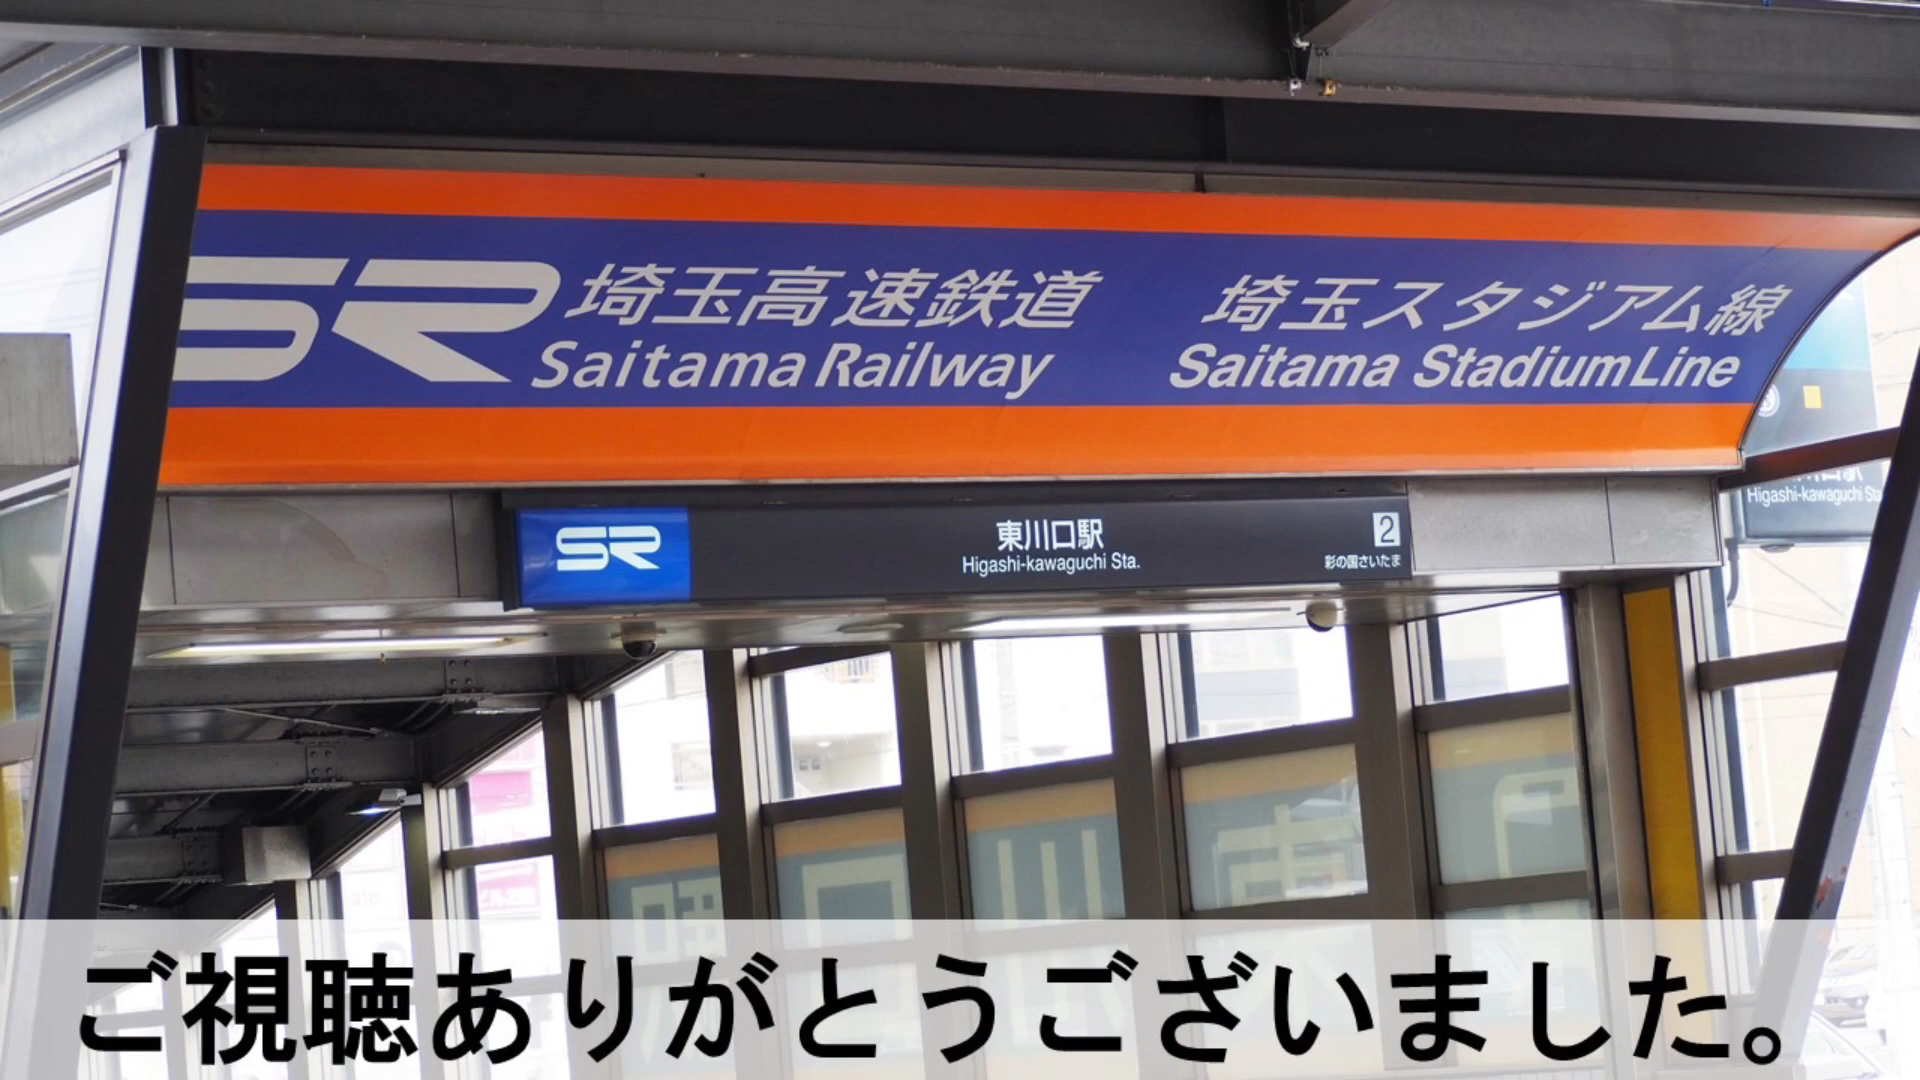 SR 埼玉高速鉄道 埼玉スタジアム線
Saitama Railway Saitama Stadium Line
SR 東川口駅 2
Higashi-kawaguchi Sta. 彩の国さいたま
Higashi-kawaguchi Sta
ご視聴ありがとうございました。